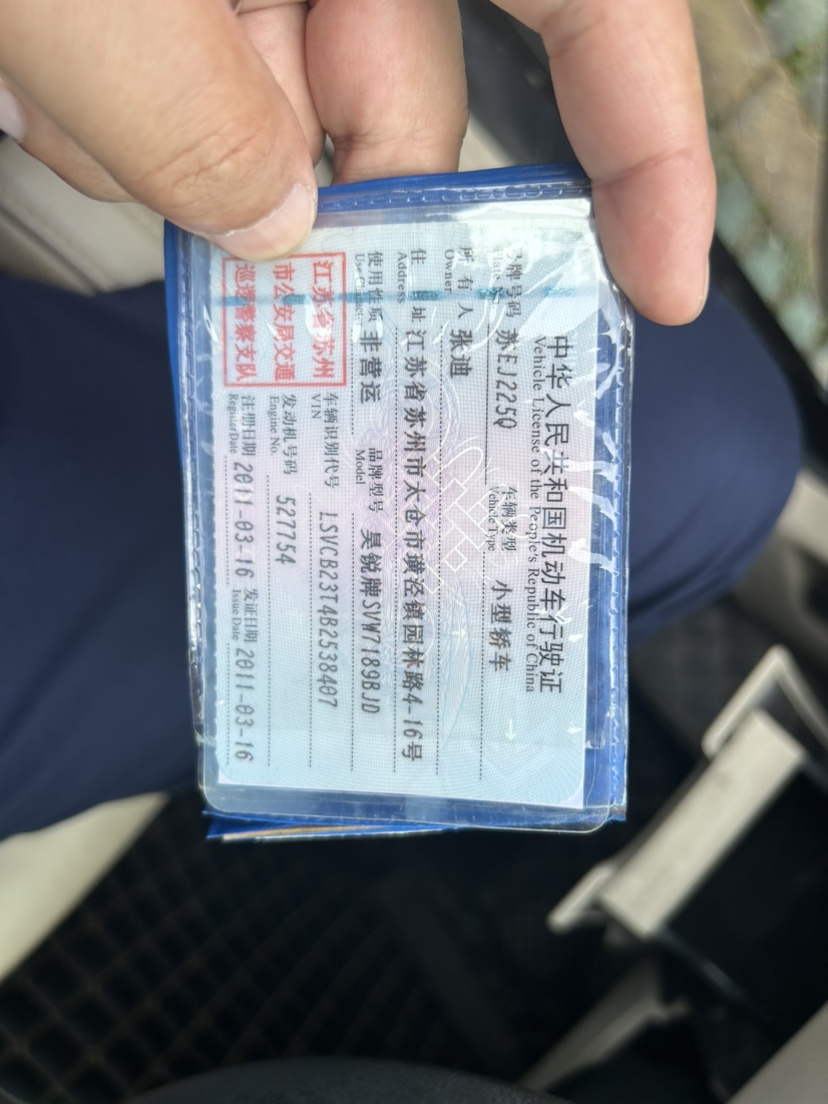 中华人民共和国机动车行驶证
Vehicle License of the People's Republic of China
号牌号码 苏EJ225Q 车辆类型 小型轿车
Vehicle Type
所有人 张迪
Owner
住址 江苏省苏州市太仓市璜泾镇园林路4-16号
Address
使用性质 非营运 品牌型号 昊锐牌SVW7189BJD
Use Character Model
江苏省苏州
市公安局交通
巡逻警察支队
车辆识别代号 LSVCB23T4B2538407
VIN
发动机号码 527754
Engine No.
注册日期 2011-03-16 发证日期 2011-03-16
Register Date Issue Date